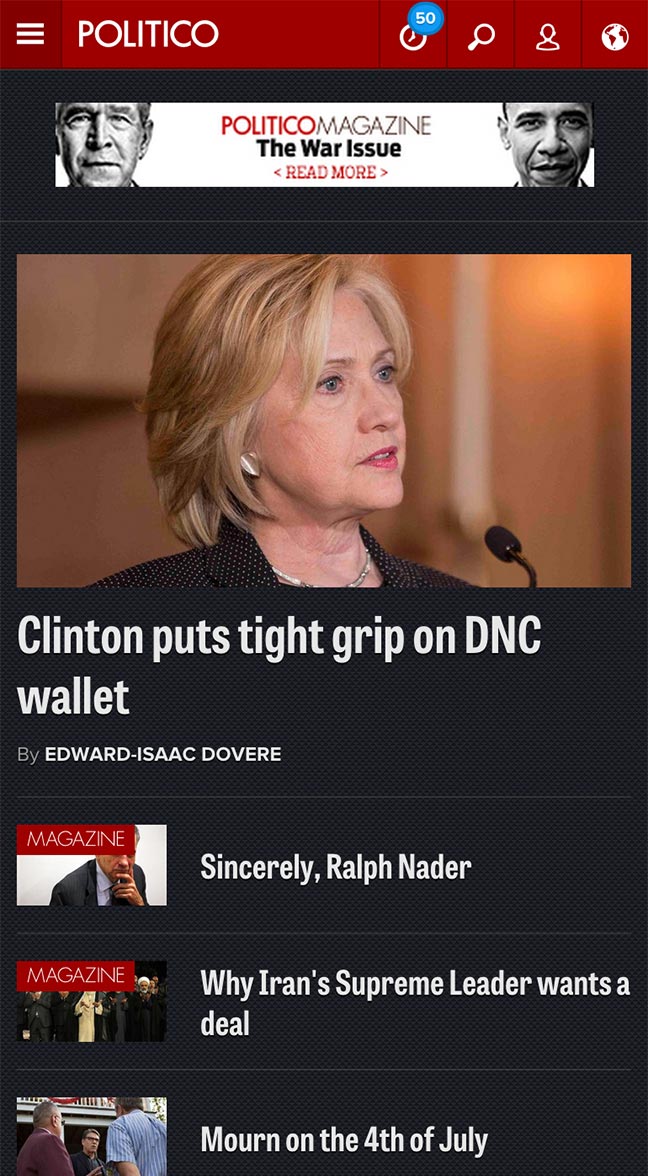 POLITICO
50
POLITICOMAGAZINE
The War Issue
< READ MORE >
Clinton puts tight grip on DNC
wallet
By EDWARD-ISAAC DOVERE
MAGAZINE
Sincerely, Ralph Nader
MAGAZINE
Why Iran's Supreme Leader wants a
deal
Mourn on the 4th of July